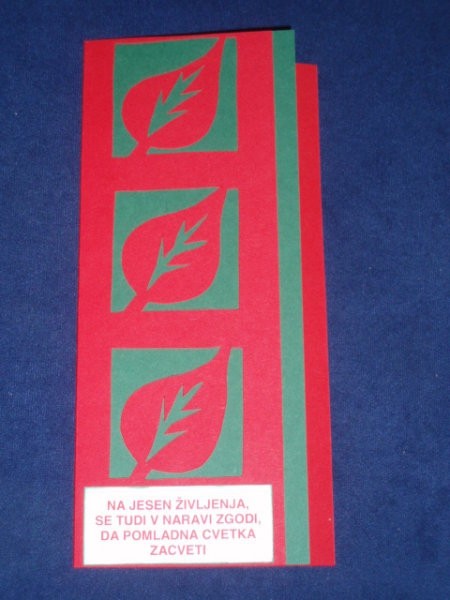 NA JESEN ŽIVLJENJA,
SE TUDI V NARAVI ZGODI,
DA POMLADNA CVETKA
ZACVETI